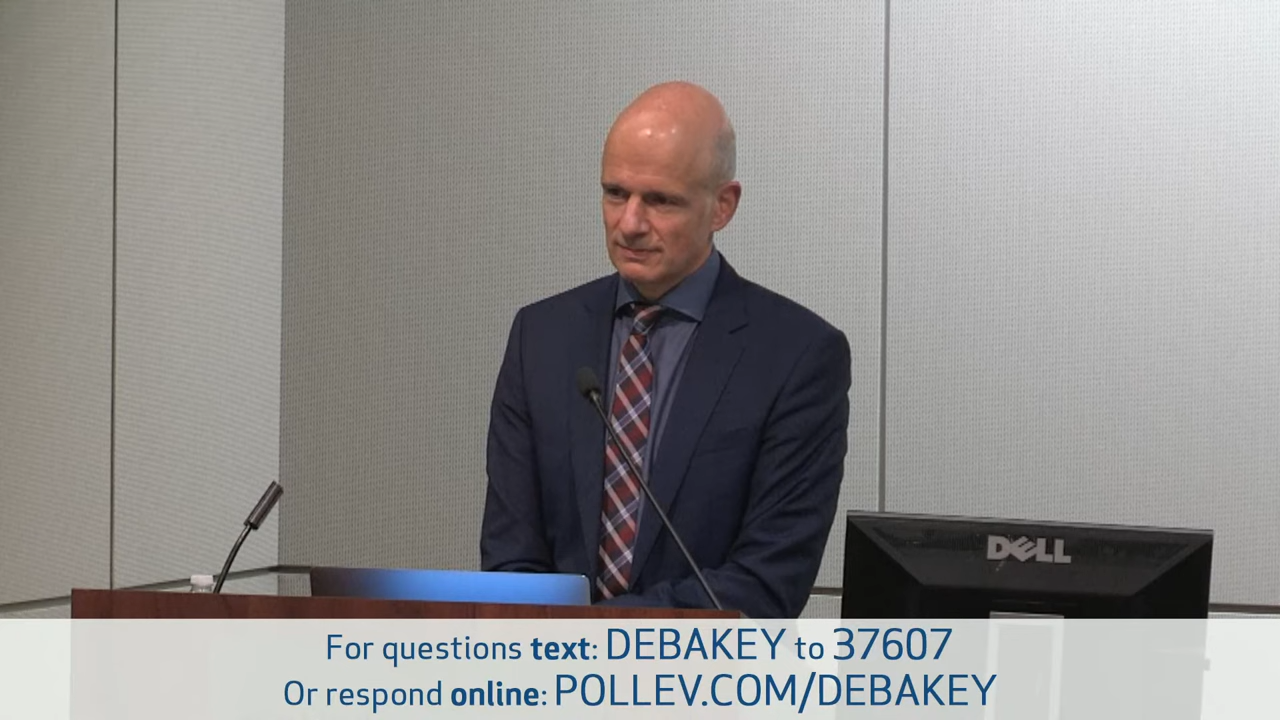 DELL
For questions text: DEBAKEY to 37607
Or respond online: POLLEV.COM/DEBAKEY